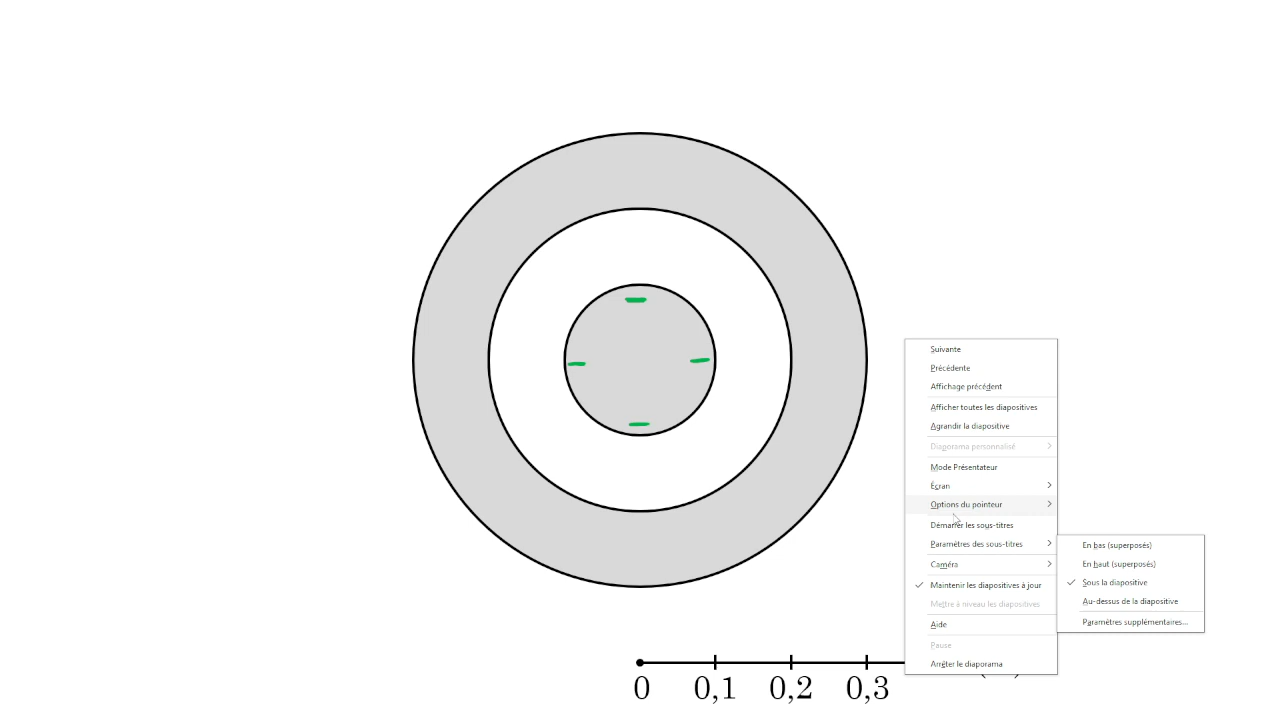 Suivante
Précédente
Affichage précédent
Afficher toutes les diapositives
Agrandir la diapositive
Diaporama personnalisé
Mode Présentateur
Écran
Options du pointeur
Démarrer les sous-titres
Paramètres des sous-titres
Caméra
Maintenir les diapositives à jour
Mettre à niveau les diapositives
Aide
Pause
Arrêter le diaporama
En bas (superposés)
En haut (superposés)
Sous la diapositive
Au-dessus de la diapositive
Paramètres supplémentaires...
0 0,1 0,2 0,3